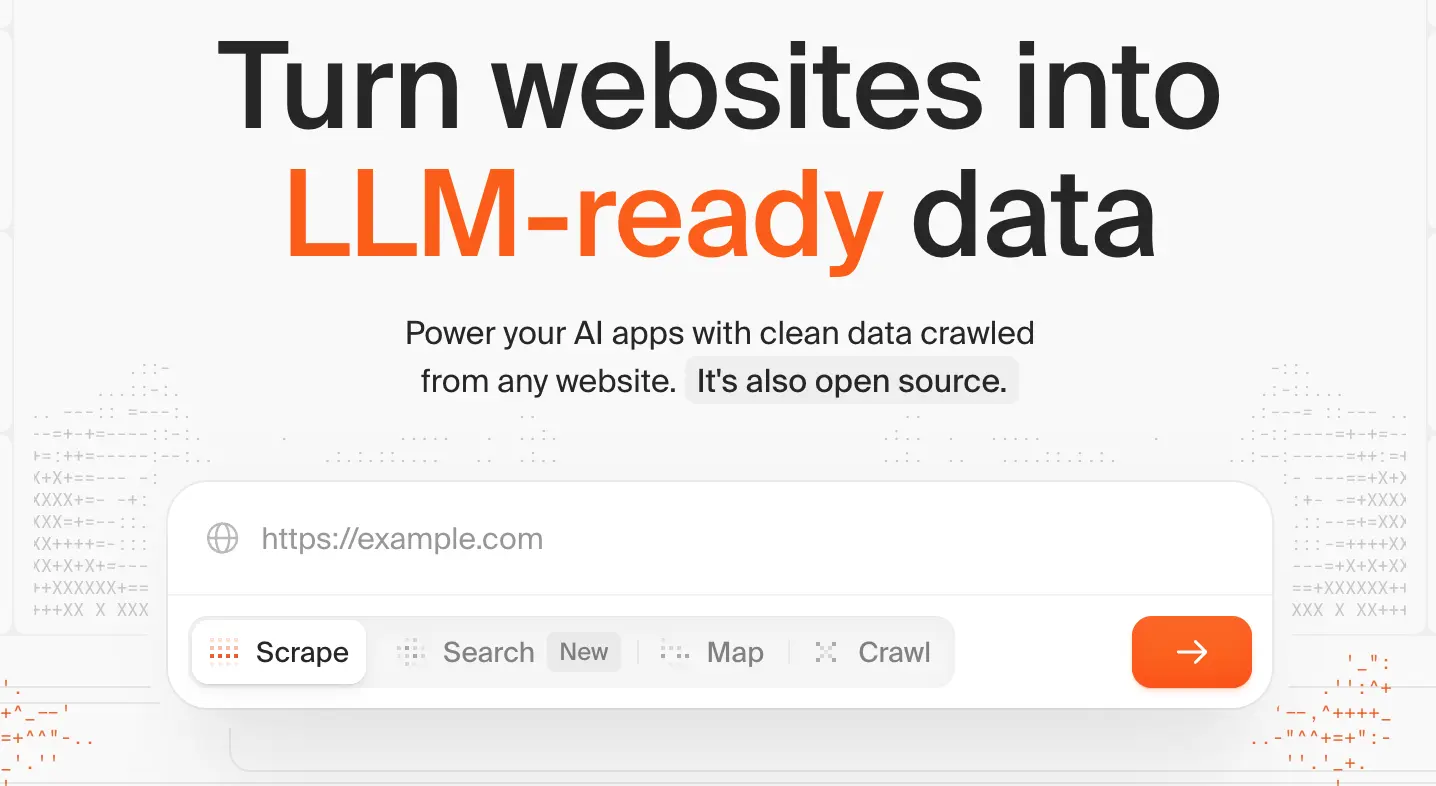 Turn websites into
LLM-ready data
Power your AI apps with clean data crawled
from any website. It's also open source.
https://example.com
Scrape Search New Map Crawl